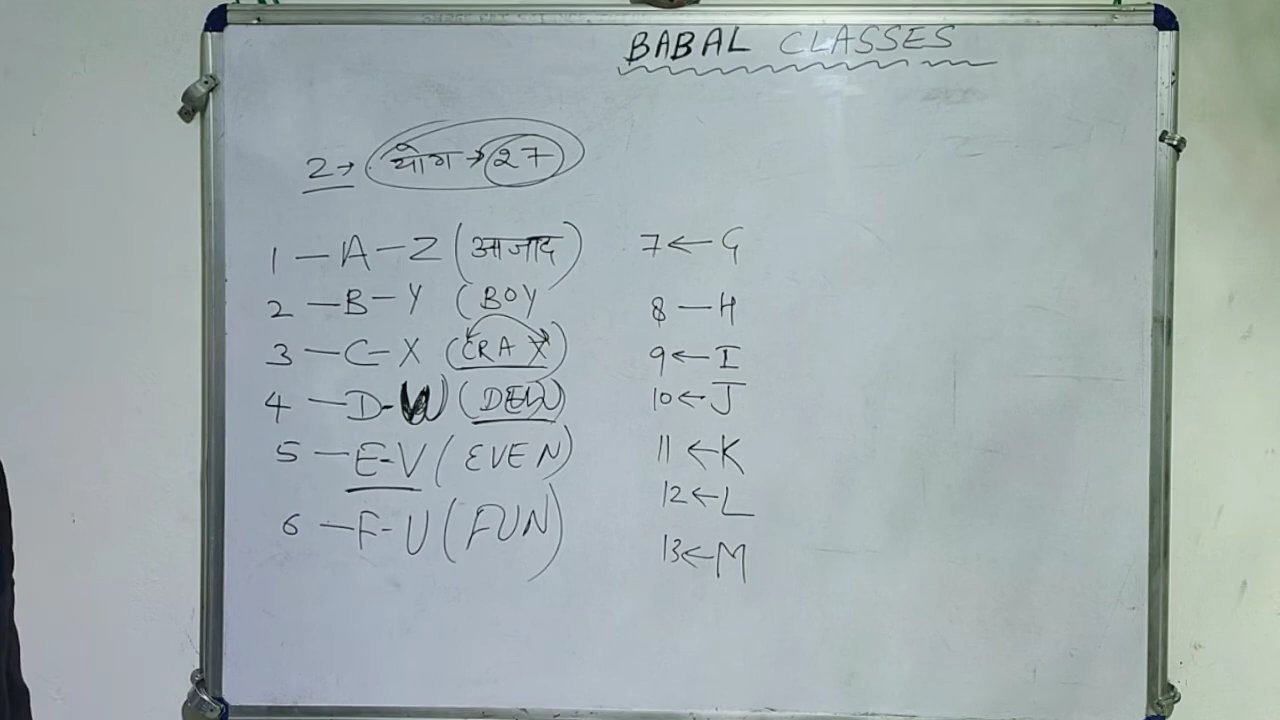 BABAL CLASSES
2→ (योग → 27)
1 — A – Z (आजाद)
2 — B – Y (BOY
3 — C – X (CRAX)
4 — D - W (DEW)
5 — E - V (EVEN)
6 — F - U (FUN)
7 ← G
8 — H
9 ← I
10 ← J
11 ← K
12 ← L
13 ← M